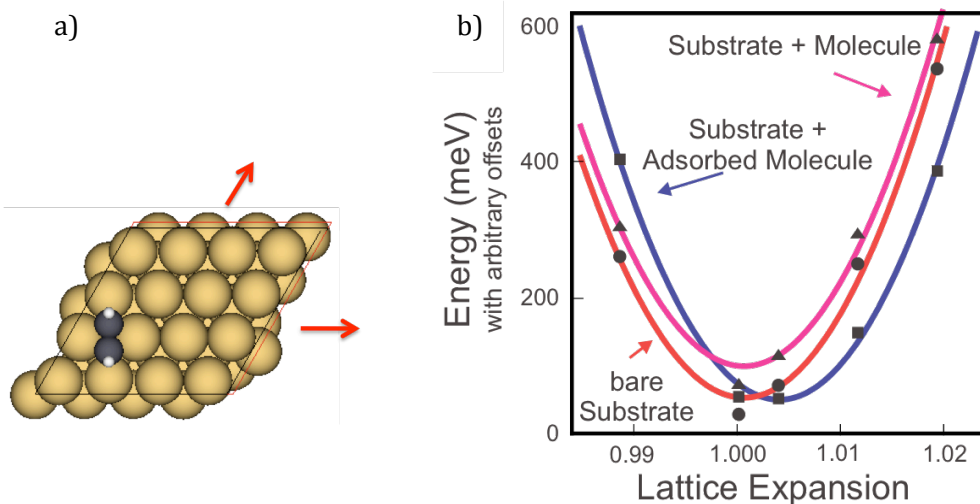 a)
b)
Energy (meV)
with arbitrary offsets
600
400
200
0
Substrate + Molecule
Substrate +
Adsorbed Molecule
bare
Substrate
0.99
1.000
1.01
1.02
Lattice Expansion